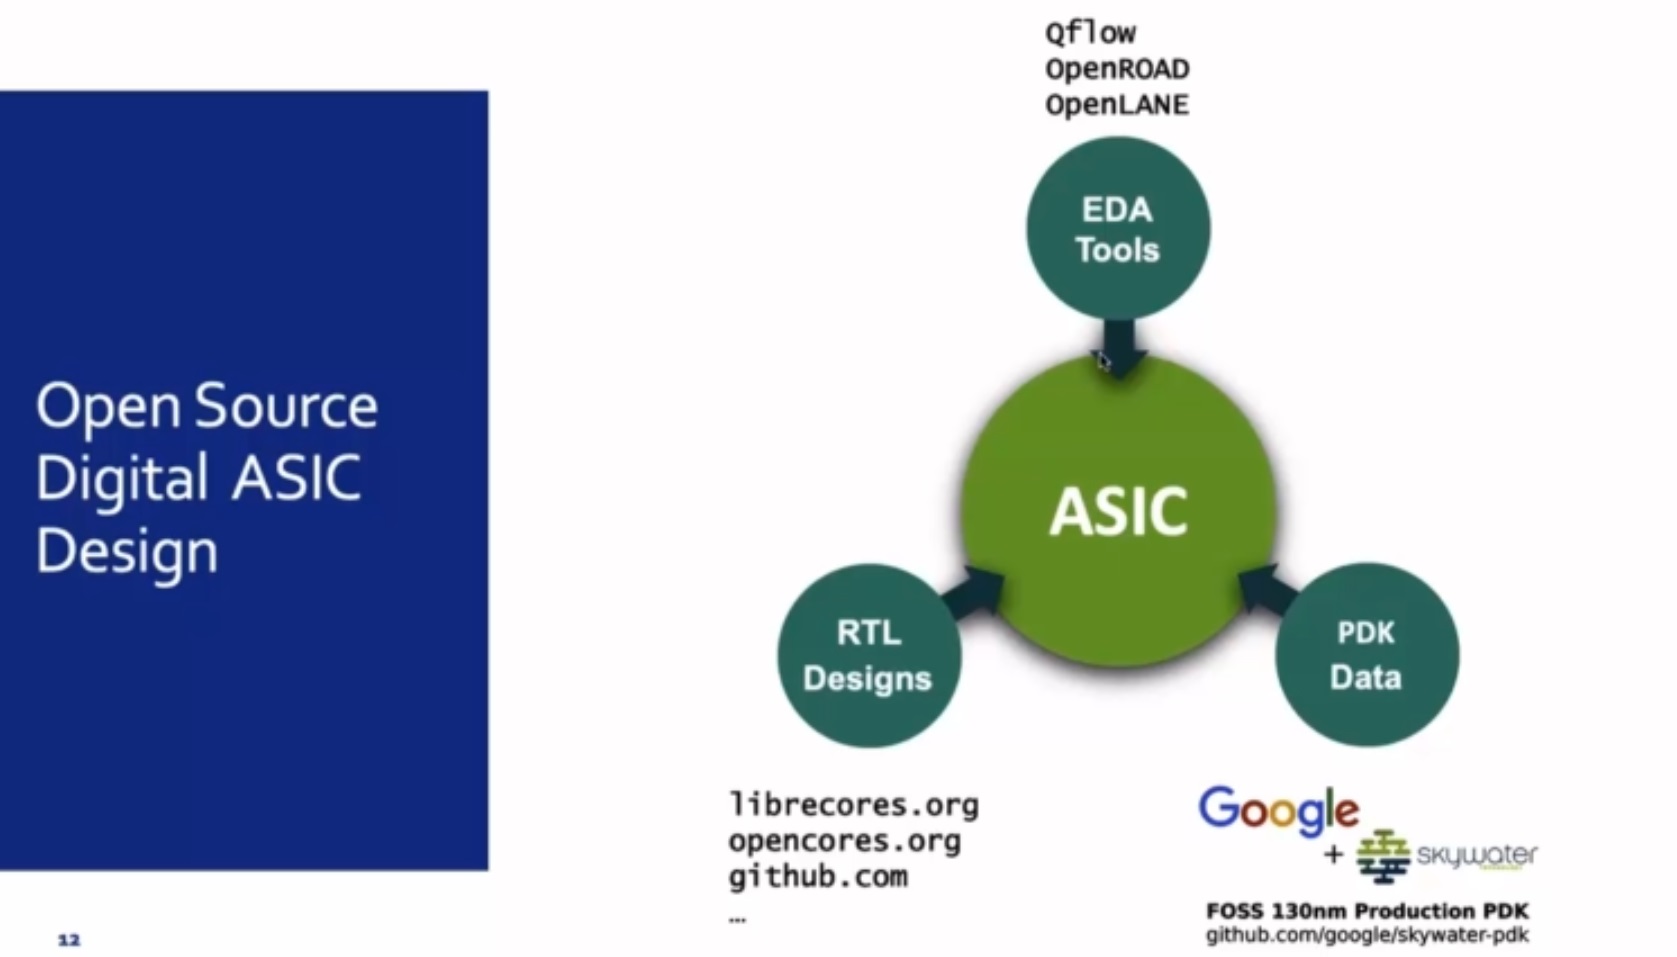 Open Source
Digital ASIC
Design
Qflow
OpenROAD
OpenLANE
EDA
Tools
ASIC
RTL
Designs
PDK
Data
librecores.org
opencores.org
github.com
...
Google
+ skywater
FOSS 130nm Production PDK
github.com/google/skywater-pdk
12